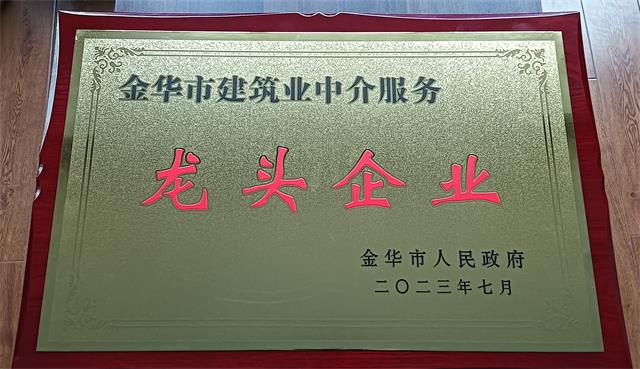 金华市建筑业中介服务
龙头企业
金华市人民政府
二〇二三年七月